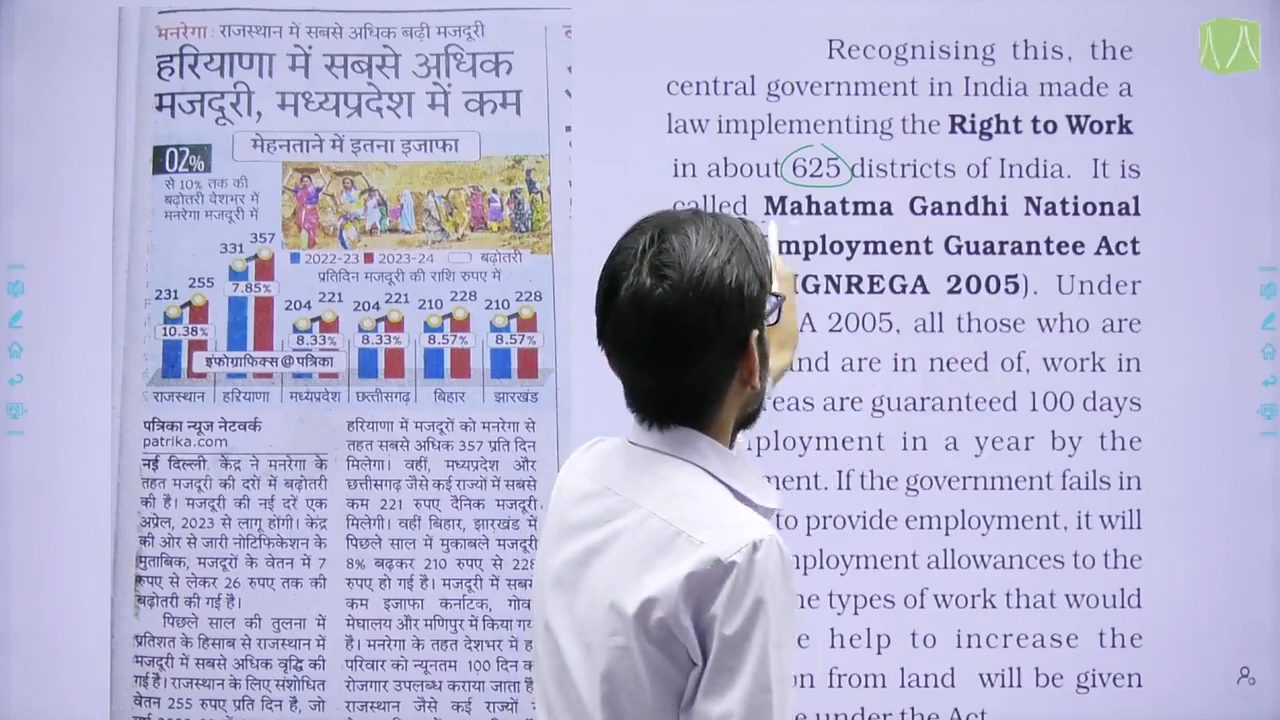 मनरेगा: राजस्थान में सबसे अधिक बढ़ी मजदूरी
हरियाणा में सबसे अधिक
मजदूरी, मध्यप्रदेश में कम
मेहनताने में इतना इजाफा
02%
से 10% तक की
बढ़ोतरी देशभर में
मनरेगा मजदूरी में
2022-23 2023-24 बढ़ोतरी
प्रतिदिन मजदूरी की राशि रुपए में
231 255 331 357 204 221 204 221 210 228 210 228
10.38% 7.85% 8.33% 8.33% 8.57% 8.57%
इंफोग्राफिक्स@पत्रिका
राजस्थान हरियाणा मध्यप्रदेश छत्तीसगढ़ बिहार झारखंड
पत्रिका न्यूज नेटवर्क
patrika.com
नई दिल्ली. केंद्र ने मनरेगा के
तहत मजदूरी की दरों में बढ़ोतरी
की है। मजदूरी की नई दरें एक
अप्रेल, 2023 से लागू होंगी। केंद्र
की ओर से जारी नोटिफिकेशन के
मुताबिक, मजदूरों के वेतन में 7
रुपए से लेकर 26 रुपए तक की
बढ़ोतरी की गई है।
पिछले साल की तुलना में
प्रतिशत के हिसाब से राजस्थान में
मजदूरी में सबसे अधिक वृद्धि की
गई है। राजस्थान के लिए संशोधित
वेतन 255 रुपए प्रति दिन है, जो
हरियाणा में मजदूरों को मनरेगा से
तहत सबसे अधिक 357 प्रति दिन
मिलेगा। वहीं, मध्यप्रदेश और
छत्तीसगढ़ जैसे कई राज्यों में सबसे
कम 221 रुपए दैनिक मजदूरी
मिलेगी। वहीं बिहार, झारखंड में
पिछले साल में मुकाबले मजदूरी
8% बढ़कर 210 रुपए से 228
रुपए हो गई है। मजदूरी में सबसे
कम इजाफा कर्नाटक, गोव
मेघालय और मणिपुर में किया गय
है। मनरेगा के तहत देशभर में ह
परिवार को न्यूनतम 100 दिन क
रोजगार उपलब्ध कराया जाता है
राजस्थान जैसे कई राज्यों
Recognising this, the
central government in India made a
law implementing the Right to Work
in about 625 districts of India. It is
called Mahatma Gandhi National
mployment Guarantee Act
IGNREGA 2005). Under
A 2005, all those who are
and are in need of, work in
reas are guaranteed 100 days
ployment in a year by the
ment. If the government fails in
to provide employment, it will
mployment allowances to the
he types of work that would
e help to increase the
on from land will be given
e under the Act.